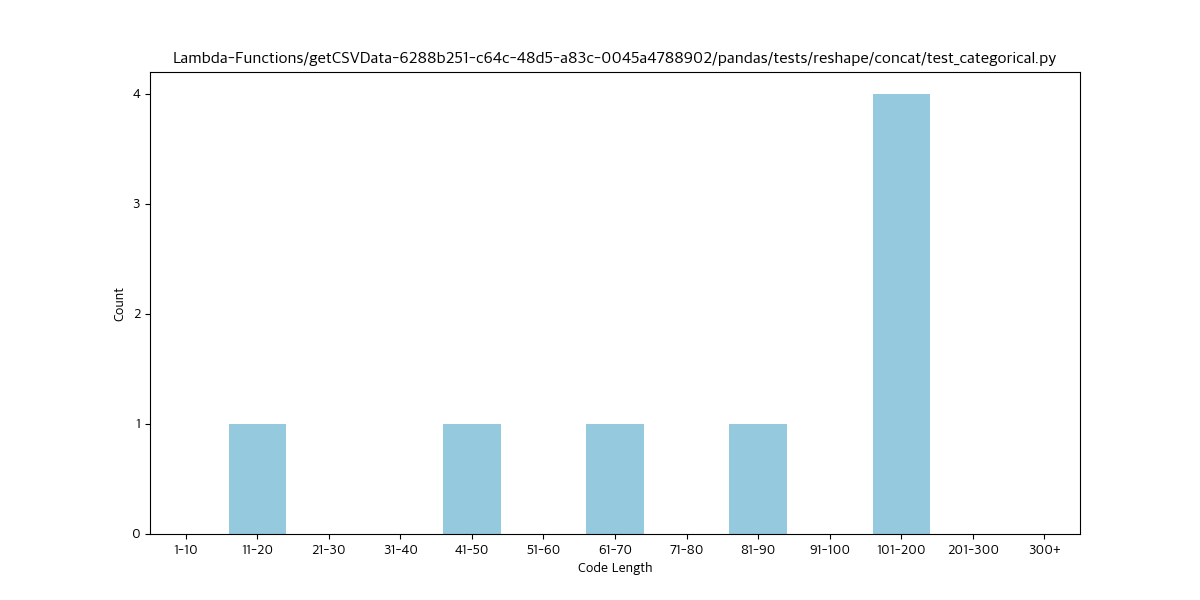 Lambda-Functions/getCSVData-6288b251-c64c-48d5-a83c-0045a4788902/pandas/tests/reshape/concat/test_categorical.py
4
3
2
1
0
Count
1-10 11-20 21-30 31-40 41-50 51-60 61-70 71-80 81-90 91-100 101-200 201-300 300+
Code Length